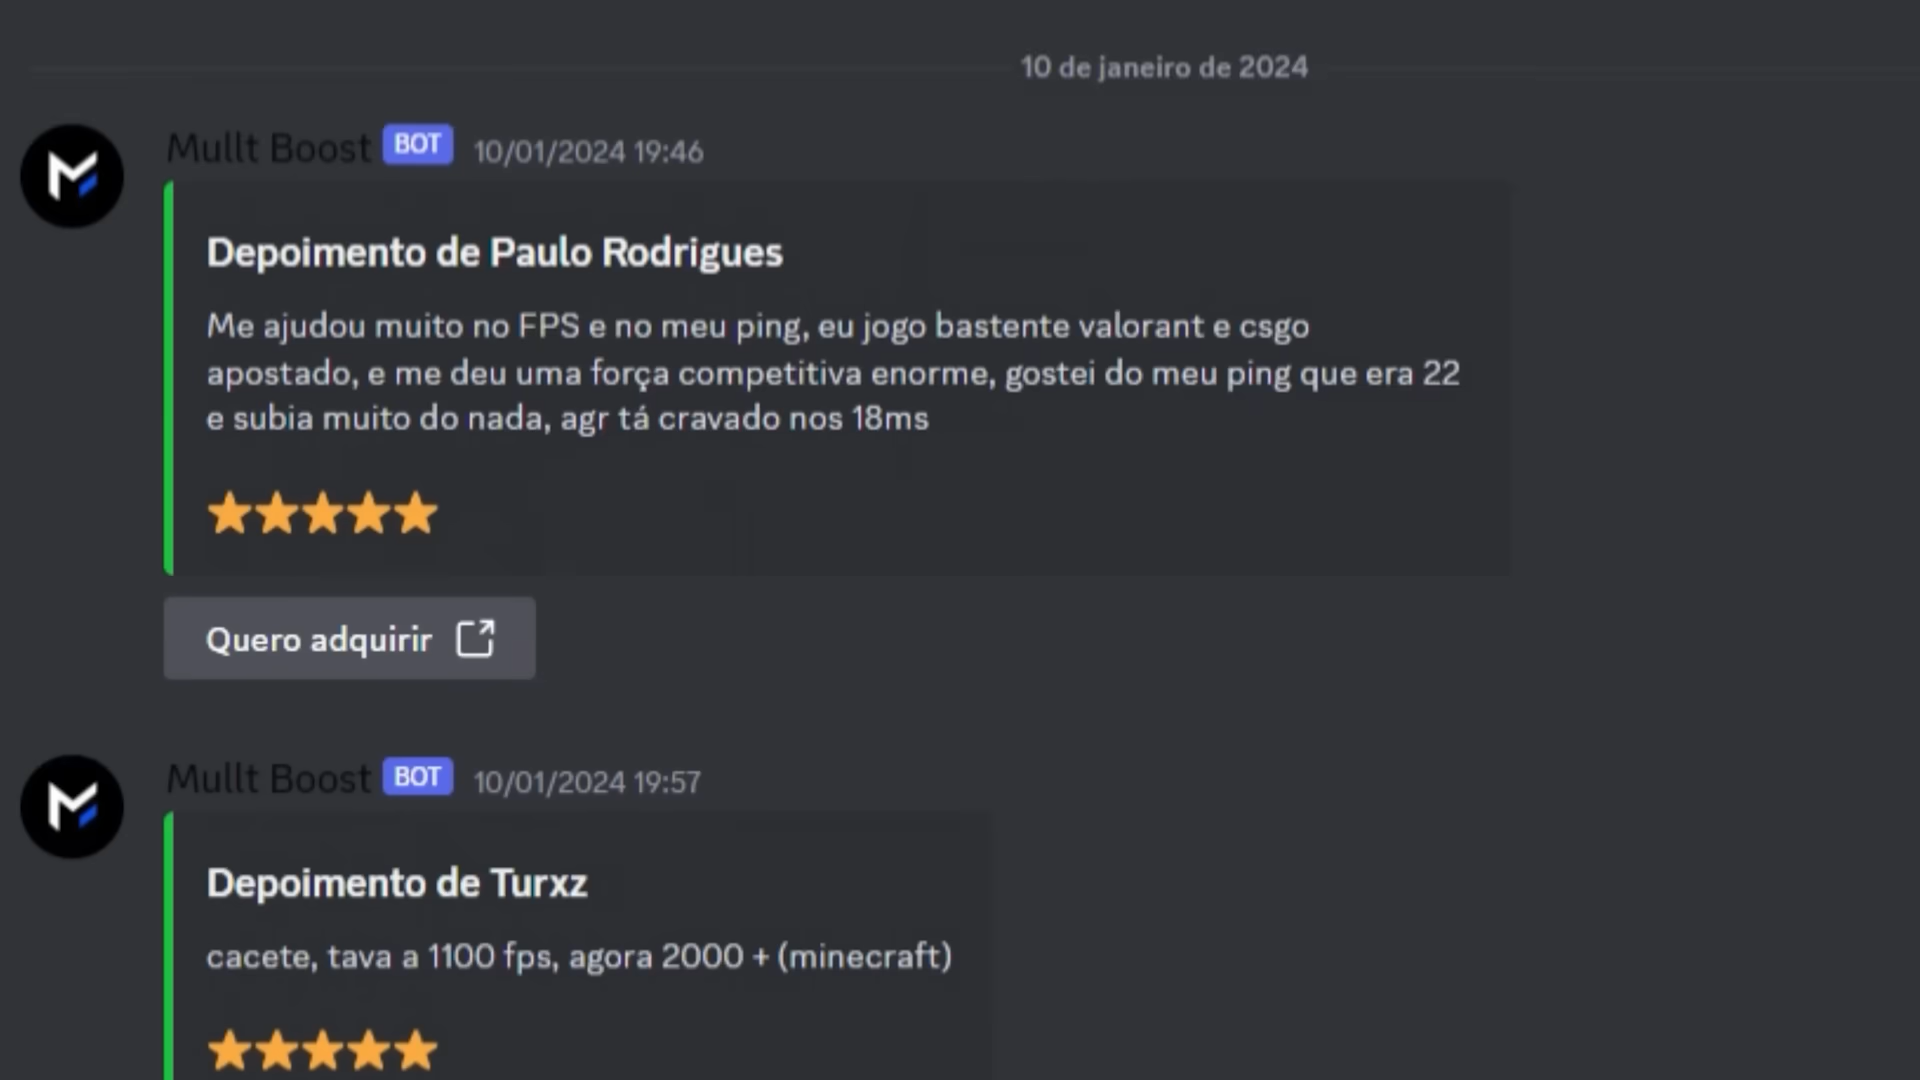 10 de janeiro de 2024
Mullt Boost BOT 10/01/2024 19:46
Depoimento de Paulo Rodrigues
Me ajudou muito no FPS e no meu ping, eu jogo bastente valorant e csgo
apostado, e me deu uma força competitiva enorme, gostei do meu ping que era 22
e subia muito do nada, agr tá cravado nos 18ms
Quero adquirir
Mullt Boost BOT 10/01/2024 19:57
Depoimento de Turxz
cacete, tava a 1100 fps, agora 2000 + (minecraft)